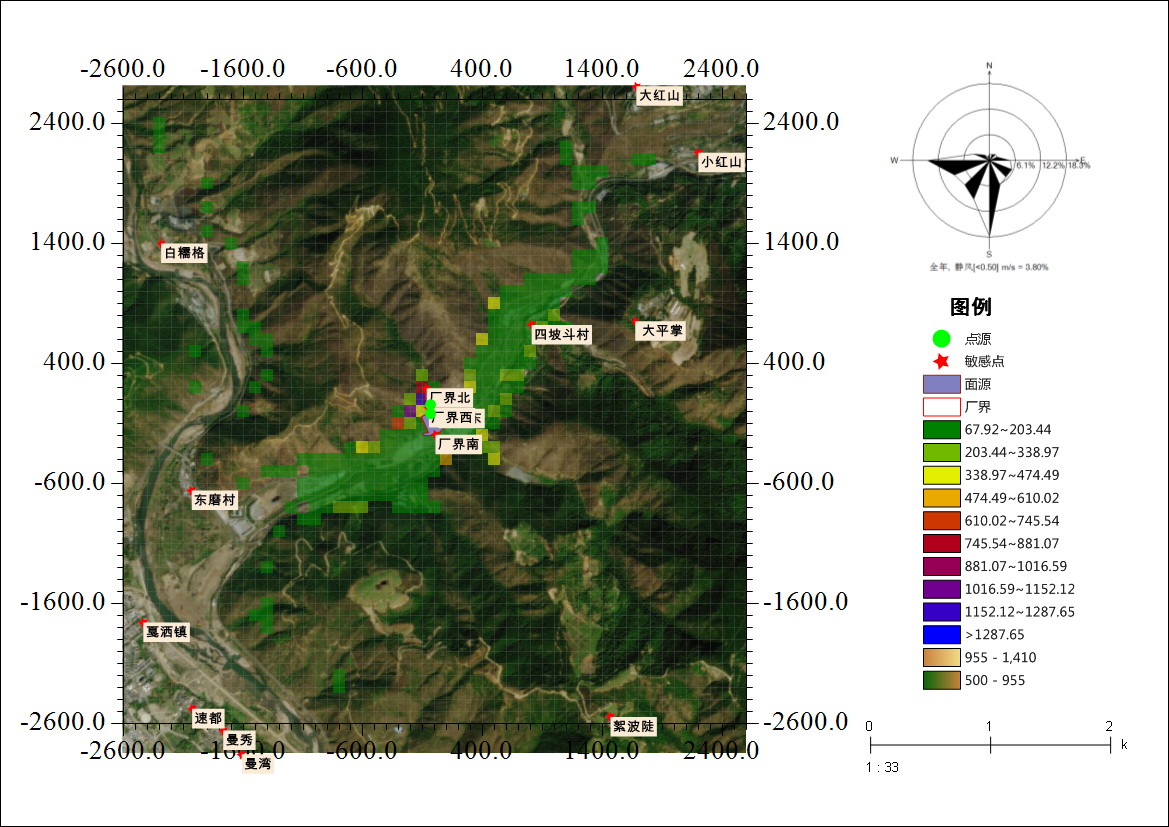 -2600.0 -1600.0 -600.0 400.0 1400.0 2400.0
2400.0
1400.0
400.0
-600.0
-1600.0
-2600.0
大红山
小红山
白糯格
四坡斗村
大平掌
厂界北
厂界西
厂界南
东磨村
戛洒镇
速都
曼秀
曼湾
絮波陡
2400.0
1400.0
400.0
-600.0
-1600.0
-2600.0
-2600.0 -1600.0 -600.0 400.0 1400.0 2400.0
N
W
E
S
6.1% 12.2% 18.3%
全年, 静风[<0.50] m/s = 3.80%
图例
点源
敏感点
面源
厂界
67.92~203.44
203.44~338.97
338.97~474.49
474.49~610.02
610.02~745.54
745.54~881.07
881.07~1016.59
1016.59~1152.12
1152.12~1287.65
>1287.65
955 - 1,410
500 - 955
0 1 2
k
1 : 33